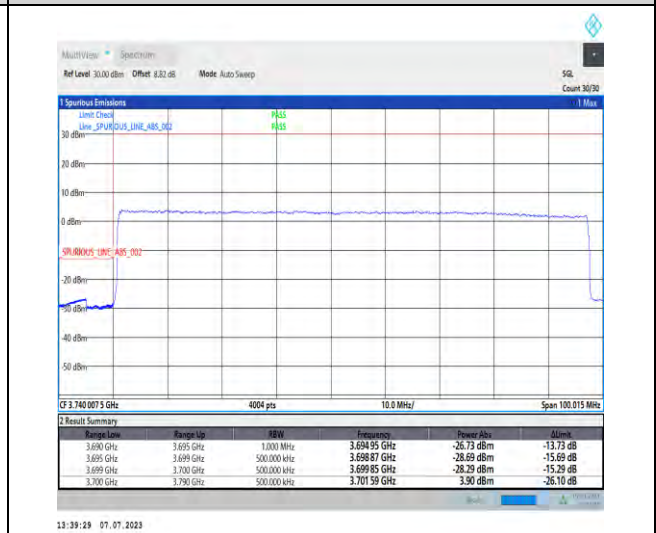 MultiView Spectrum
Ref Level 30.00 dBm Offset 8.82 dB Mode Auto Sweep SGL
Count 30/30
1 Spurious Emissions 1 Max
Limit Check PASS
Line _SPURIOUS_LINE_ABS_002 PASS
30 dBm
20 dBm
10 dBm
0 dBm
_SPURIOUS_LINE_ABS_002
-20 dBm
-30 dBm
-40 dBm
-50 dBm
CF 3.740 007 5 GHz 4004 pts 10.0 MHz/ Span 100.015 MHz
2 Result Summary
Range Low Range Up RBW Frequency Power Abs ΔLimit
3.690 GHz 3.695 GHz 1.000 MHz 3.694 95 GHz -26.73 dBm -13.73 dB
3.695 GHz 3.699 GHz 500.000 kHz 3.698 87 GHz -28.69 dBm -15.69 dB
3.699 GHz 3.700 GHz 500.000 kHz 3.699 85 GHz -28.29 dBm -15.29 dB
3.700 GHz 3.790 GHz 500.000 kHz 3.701 59 GHz 3.90 dBm -26.10 dB
13:39:29 07.07.2023